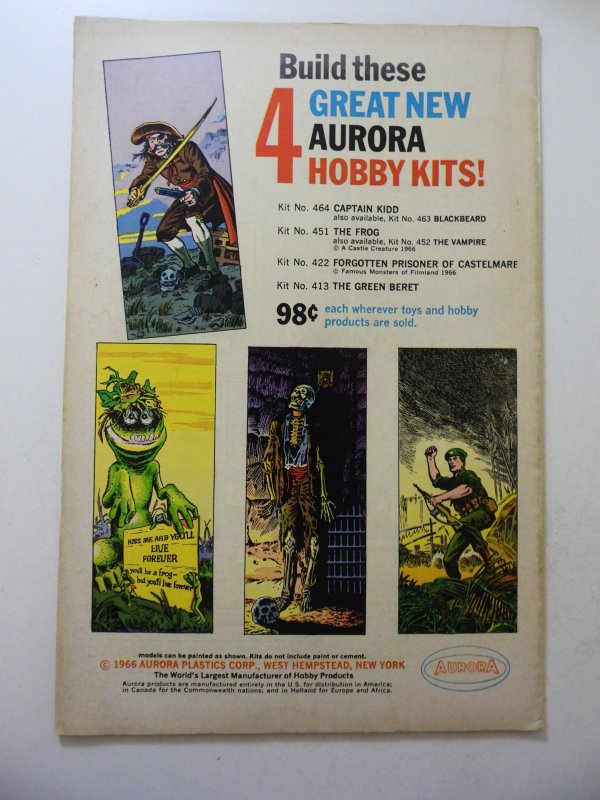 Build these
4 GREAT NEW
AURORA
HOBBY KITS!
Kit No. 464 CAPTAIN KIDD
also available, Kit No. 463 BLACKBEARD
Kit No. 451 THE FROG
also available, Kit No. 452 THE VAMPIRE
© A Castle Creature 1966
Kit No. 422 FORGOTTEN PRISONER OF CASTELMARE
© Famous Monsters of Filmland 1966
Kit No. 413 THE GREEN BERET
98¢ each wherever toys and hobby
products are sold.
KISS ME AND YOU'LL
LIVE
FOREVER
you'll be a frog—
but you'll live forever
models can be painted as shown. Kits do not include paint or cement.
© 1966 AURORA PLASTICS CORP., WEST HEMPSTEAD, NEW YORK
The World's Largest Manufacturer of Hobby Products
Aurora products are manufactured entirely in the U.S. for distribution in America;
in Canada for the Commonwealth nations; and in Holland for Europe and Africa.
AURORA